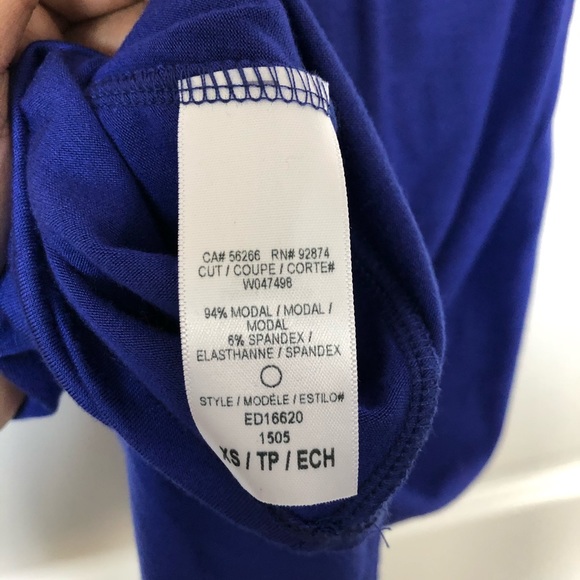 CA# 56266 RN# 92874
CUT / COUPE / CORTE#
W047498
94% MODAL / MODAL /
MODAL
6% SPANDEX /
ELASTHANNE / SPANDEX
STYLE / MODÈLE / ESTILO#
ED16620
1505
XS / TP / ECH